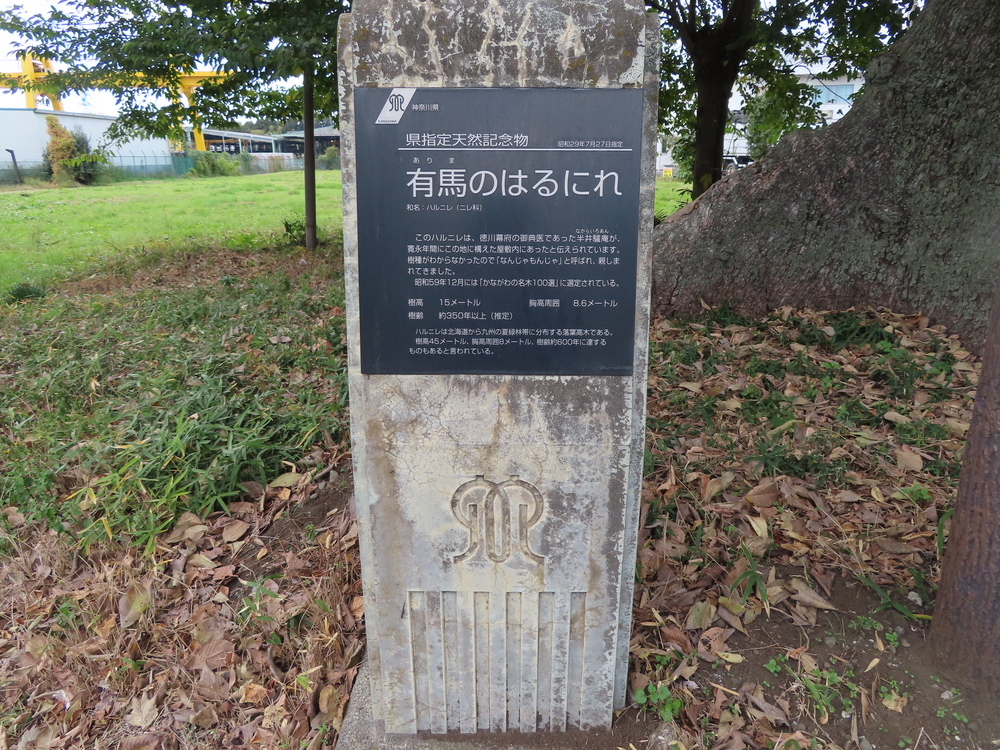 神奈川県
県指定天然記念物 昭和29年7月27日指定
ありま
有馬のはるにれ
和名：ハルニレ（ニレ科）
なからいろあん
このハルニレは、徳川幕府の御典医であった半井驢庵が、
寛永年間にこの地に構えた屋敷内にあったと伝えられています。
樹種がわからなかったので「なんじゃもんじゃ」と呼ばれ、親しま
れてきました。
昭和59年12月には「かながわの名木100選」に選定されている。
樹高 15メートル 胸高周囲 8.6メートル
樹齢 約350年以上（推定）
ハルニレは北海道から九州の夏緑林帯に分布する落葉高木である。
樹高45メートル、胸高周囲8メートル、樹齢約600年に達する
ものもあると言われている。